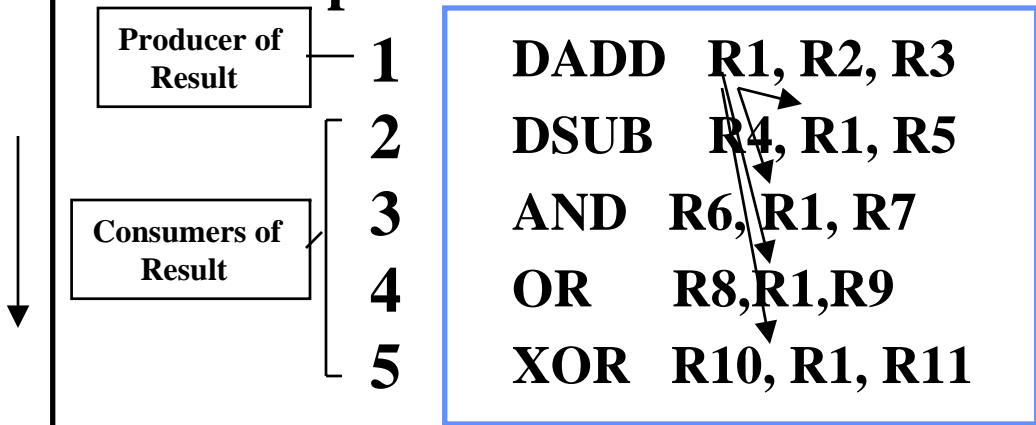 Producer of
Result
1 DADD R1, R2, R3
2 DSUB R4, R1, R5
3 AND R6, R1, R7
Consumers of
Result
4 OR R8,R1,R9
5 XOR R10, R1, R11